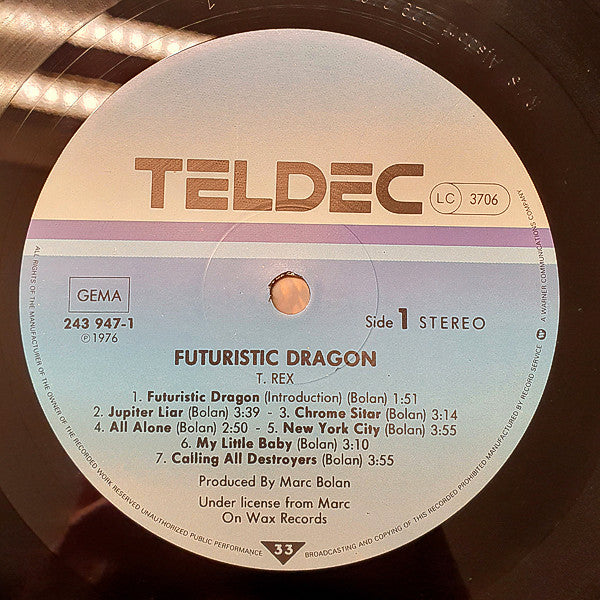 TELDEC
LC 3706
GEMA
243 947-1
℗ 1976
Side 1 STEREO
FUTURISTIC DRAGON
T. REX
1. Futuristic Dragon (Introduction) (Bolan) 1:51
2. Jupiter Liar (Bolan) 3:39 - 3. Chrome Sitar (Bolan) 3:14
4. All Alone (Bolan) 2:50 - 5. New York City (Bolan) 3:55
6. My Little Baby (Bolan) 3:10
7. Calling All Destroyers (Bolan) 3:55
Produced By Marc Bolan
Under license from Marc
On Wax Records
33
ALL RIGHTS OF THE MANUFACTURER OF THE OWNER OF THE RECORDED WORK RESERVED UNAUTHORIZED PUBLIC PERFORMANCE BROADCASTING AND COPYING OF THIS RECORD PROHIBITED MANUFACTURED BY RECORD SERVICE A WARNER COMMUNICATIONS COMPANY